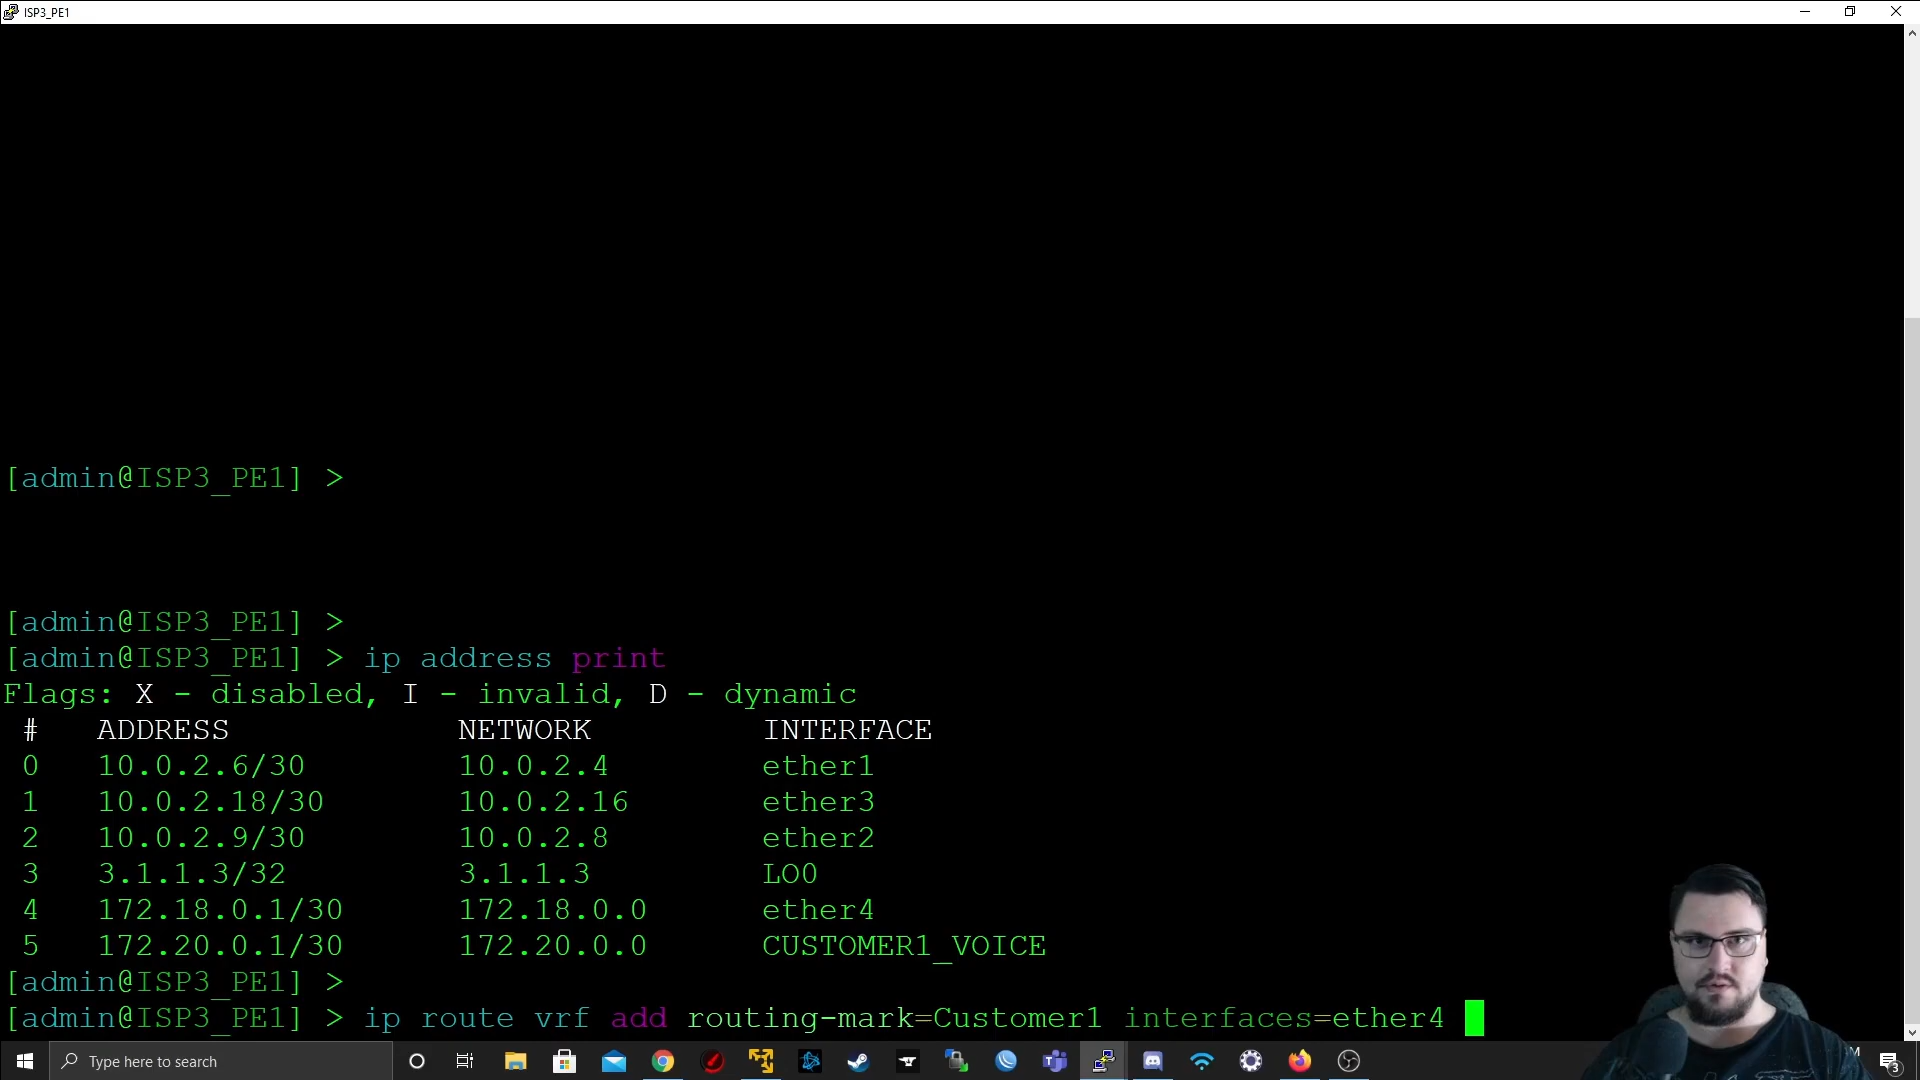 ISP3_PE1
[admin@ISP3_PE1] >
[admin@ISP3_PE1] >
[admin@ISP3_PE1] > ip address print
Flags: X - disabled, I - invalid, D - dynamic
# ADDRESS NETWORK INTERFACE
0 10.0.2.6/30 10.0.2.4 ether1
1 10.0.2.18/30 10.0.2.16 ether3
2 10.0.2.9/30 10.0.2.8 ether2
3 3.1.1.3/32 3.1.1.3 LO0
4 172.18.0.1/30 172.18.0.0 ether4
5 172.20.0.1/30 172.20.0.0 CUSTOMER1_VOICE
[admin@ISP3_PE1] >
[admin@ISP3_PE1] > ip route vrf add routing-mark=Customer1 interfaces=ether4
Type here to search
3